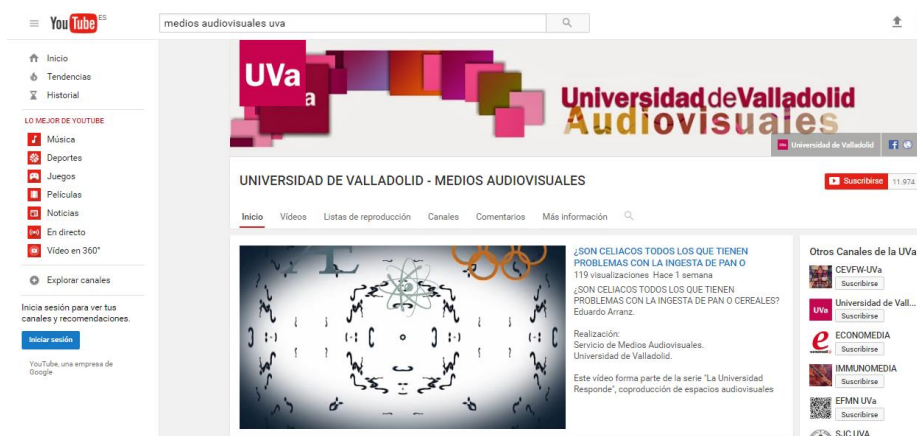 YouTube ES
medios audiovisuales uva
Inicio
Tendencias
Historial
LO MEJOR DE YOUTUBE
Música
Deportes
Juegos
Películas
Noticias
En directo
Vídeo en 360°
Explorar canales
Inicia sesión para ver tus
canales y recomendaciones.
Iniciar sesión
YouTube, una empresa de
Google
UVa
a
Universidad de Valladolid
Audiovisuales
UVa Universidad de Valladolid
UNIVERSIDAD DE VALLADOLID - MEDIOS AUDIOVISUALES
Suscribirse 11.974
Inicio Vídeos Listas de reproducción Canales Comentarios Más información
¿SON CELIACOS TODOS LOS QUE TIENEN
PROBLEMAS CON LA INGESTA DE PAN O
119 visualizaciones Hace 1 semana
¿SON CELIACOS TODOS LOS QUE TIENEN
PROBLEMAS CON LA INGESTA DE PAN O CEREALES?
Eduardo Arranz.
Realización:
Servicio de Medios Audiovisuales.
Universidad de Valladolid.
Este vídeo forma parte de la serie "La Universidad
Responde", coproducción de espacios audiovisuales
Otros Canales de la UVa
CEVFW-UVa
Suscribirse
UVa
Universidad de Vall...
Suscribirse
ECONOMEDIA
Suscribirse
IMMUNOMEDIA
Suscribirse
EFMN UVa
Suscribirse
SJC UVA